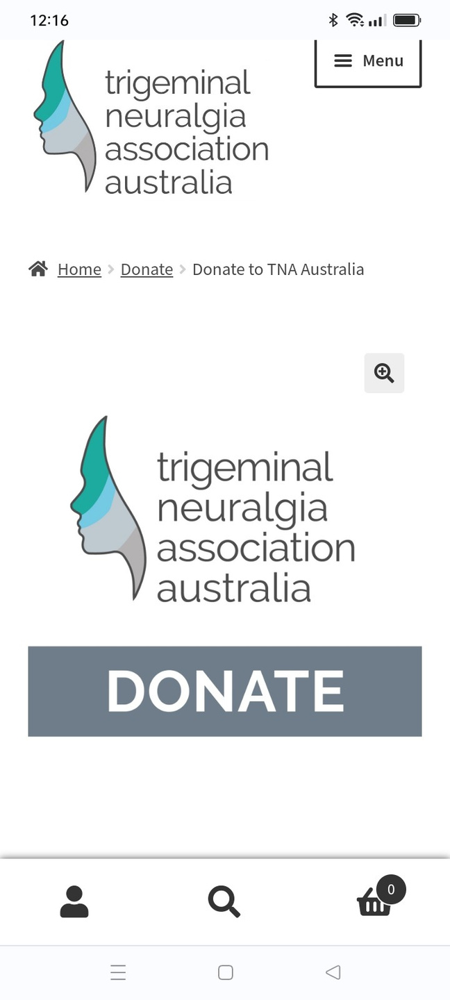 12:16
trigeminal
neuralgia
association
australia
Menu
Home Donate Donate to TNA Australia
trigeminal
neuralgia
association
australia
DONATE
0